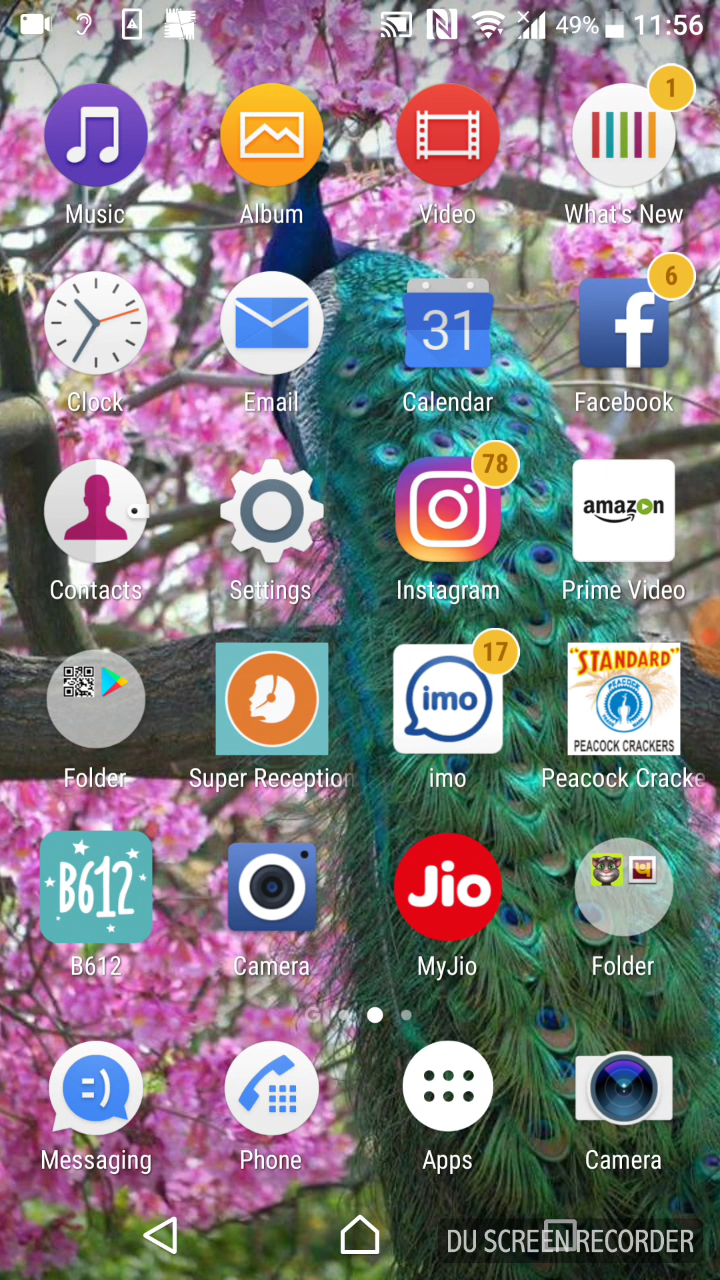 49% 11:56
1
Music Album Video What's New
6
31
Clock Email Calendar Facebook
78
amazon
Contacts Settings Instagram Prime Video
17
"STANDARD"
PEACOCK
imo
PEACOCK CRACKERS
Folder Super Reception imo Peacock Cracke
B612
Jio
B612 Camera MyJio Folder
G
Messaging Phone Apps Camera
DU SCREEN RECORDER